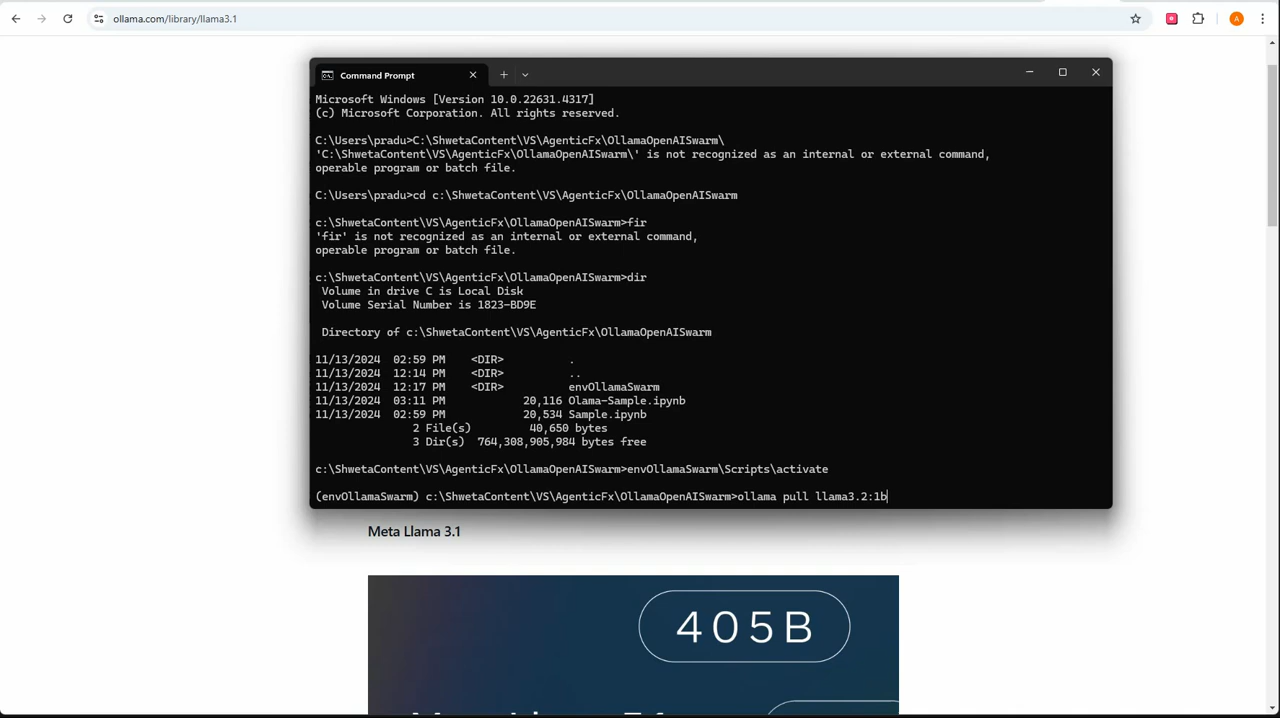 ollama.com/library/llama3.1
A
Command Prompt
Microsoft Windows [Version 10.0.22631.4317]
(c) Microsoft Corporation. All rights reserved.
C:\Users\pradu>C:\ShwetaContent\VS\AgenticFx\OllamaOpenAISwarm\
'C:\ShwetaContent\VS\AgenticFx\OllamaOpenAISwarm\' is not recognized as an internal or external command,
operable program or batch file.
C:\Users\pradu>cd c:\ShwetaContent\VS\AgenticFx\OllamaOpenAISwarm
c:\ShwetaContent\VS\AgenticFx\OllamaOpenAISwarm>fir
'fir' is not recognized as an internal or external command,
operable program or batch file.
c:\ShwetaContent\VS\AgenticFx\OllamaOpenAISwarm>dir
Volume in drive C is Local Disk
Volume Serial Number is 1823-BD9E
Directory of c:\ShwetaContent\VS\AgenticFx\OllamaOpenAISwarm
11/13/2024 02:59 PM <DIR> .
11/13/2024 12:14 PM <DIR> ..
11/13/2024 12:17 PM <DIR> envOllamaSwarm
11/13/2024 03:11 PM 20,116 Olama-Sample.ipynb
11/13/2024 02:59 PM 20,534 Sample.ipynb
2 File(s) 40,650 bytes
3 Dir(s) 764,308,905,984 bytes free
c:\ShwetaContent\VS\AgenticFx\OllamaOpenAISwarm>envOllamaSwarm\Scripts\activate
(envOllamaSwarm) c:\ShwetaContent\VS\AgenticFx\OllamaOpenAISwarm>ollama pull llama3.2:1b
Meta Llama 3.1
405B